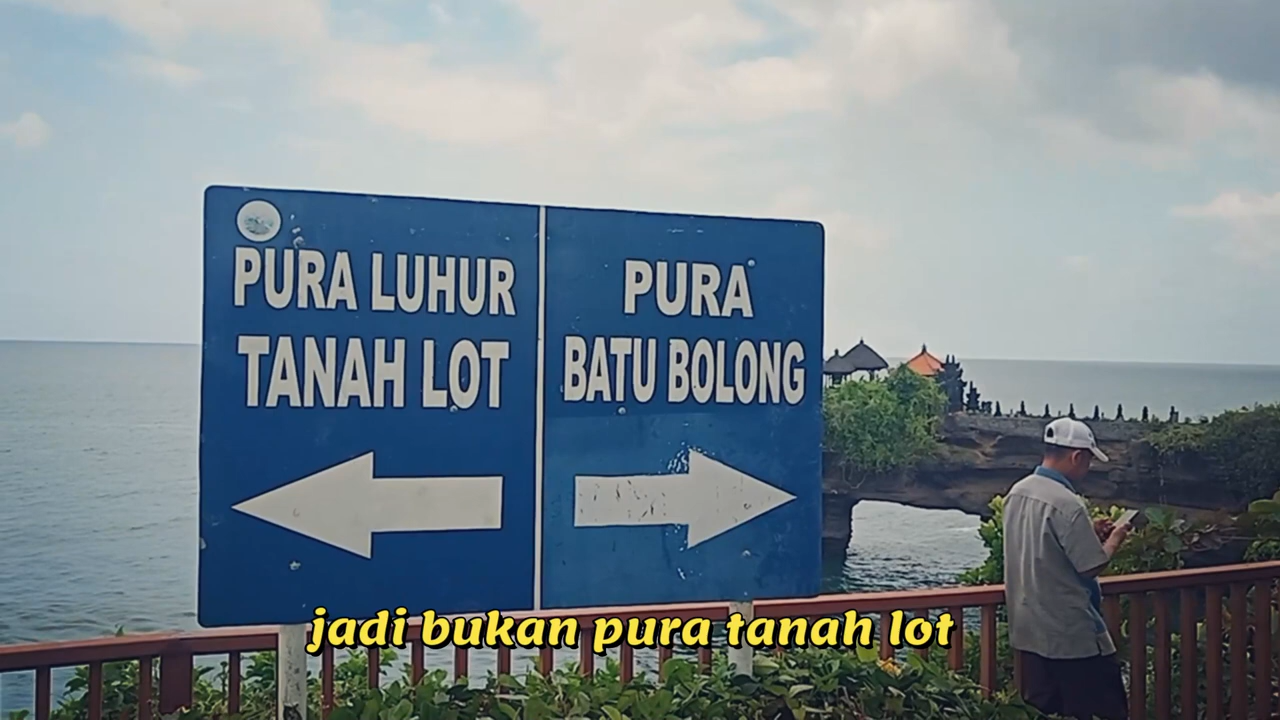 PURA LUHUR
TANAH LOT
PURA
BATU BOLONG
jadi bukan pura tanah lot